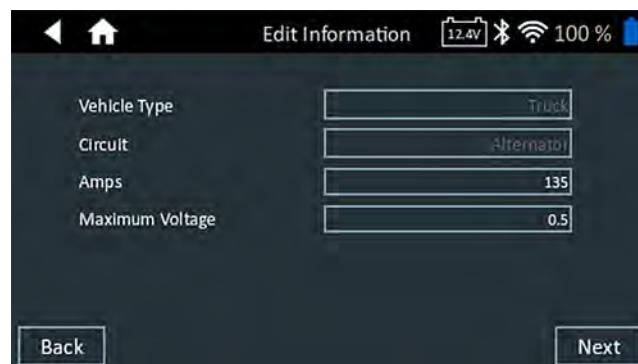 Edit Information 12.4V 100 %
Vehicle Type Truck
Circuit Alternator
Amps 135
Maximum Voltage 0.5
Back Next